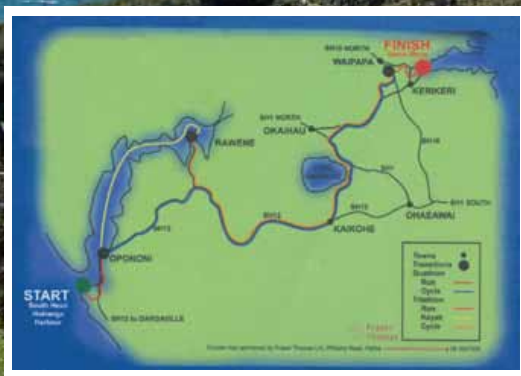 SH10 NORTH
FINISH
WAIPAPA
KERIKERI
SH1 NORTH
OKAIHAU
SH10
RAWENE
SH1
SH1 SOUTH
OHAEAWAI
SH12
SH12
KAIKOHE
OPONONI
START
South Head
Hokianga
Harbour
SH12 to DARGAVILLE
Towns
Transitions
Duathlon
Run
Cycle
Triathlon
Run
Kayak
Cycle